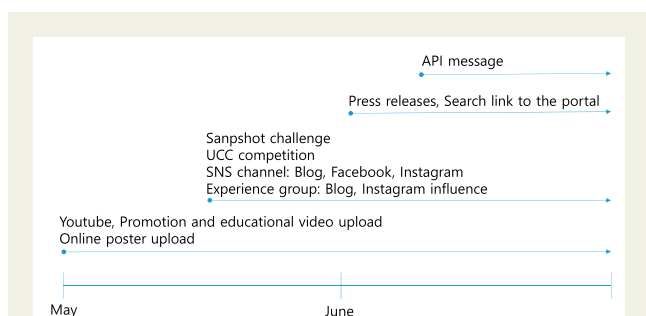 API message
Press releases, Search link to the portal
Sanpshot challenge
UCC competition
SNS channel: Blog, Facebook, Instagram
Experience group: Blog, Instagram influence
Youtube, Promotion and educational video upload
Online poster upload
May
June